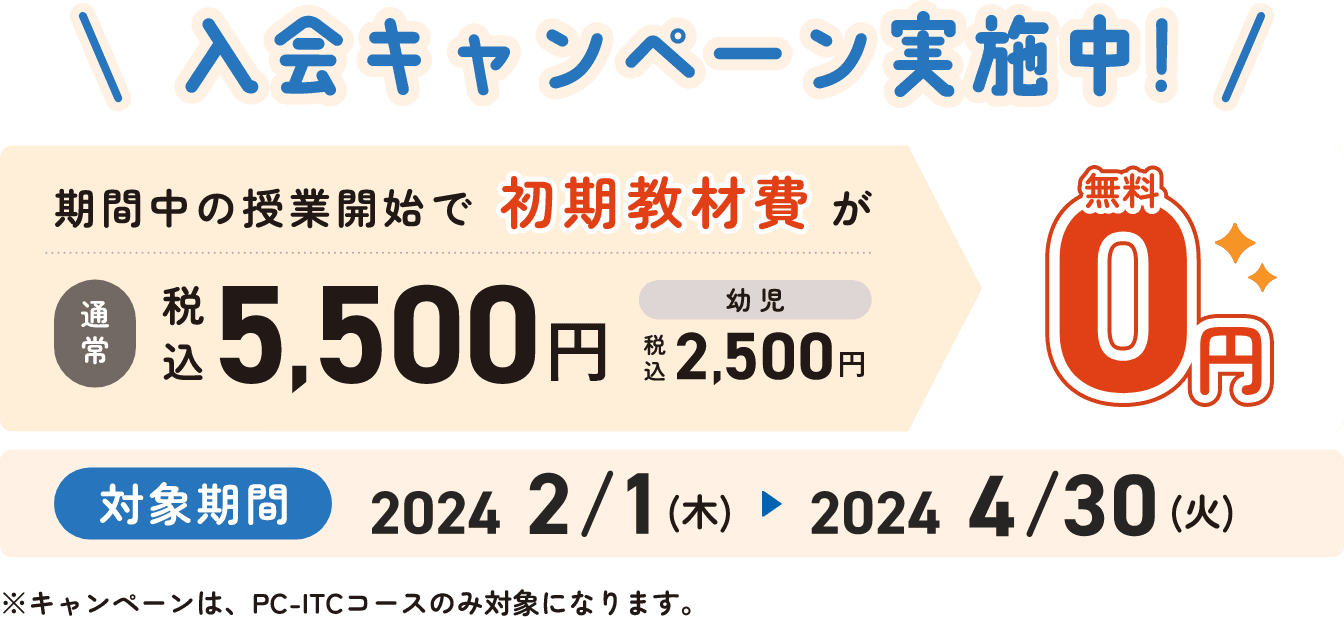 入会キャンペーン実施中!
期間中の授業開始で 初期教材費 が
通常 税込 5,500円
幼児
税込 2,500円
無料
0円
対象期間 2024 2/1(木) ▶ 2024 4/30(火)
※キャンペーンは、PC-ITCコースのみ対象になります。